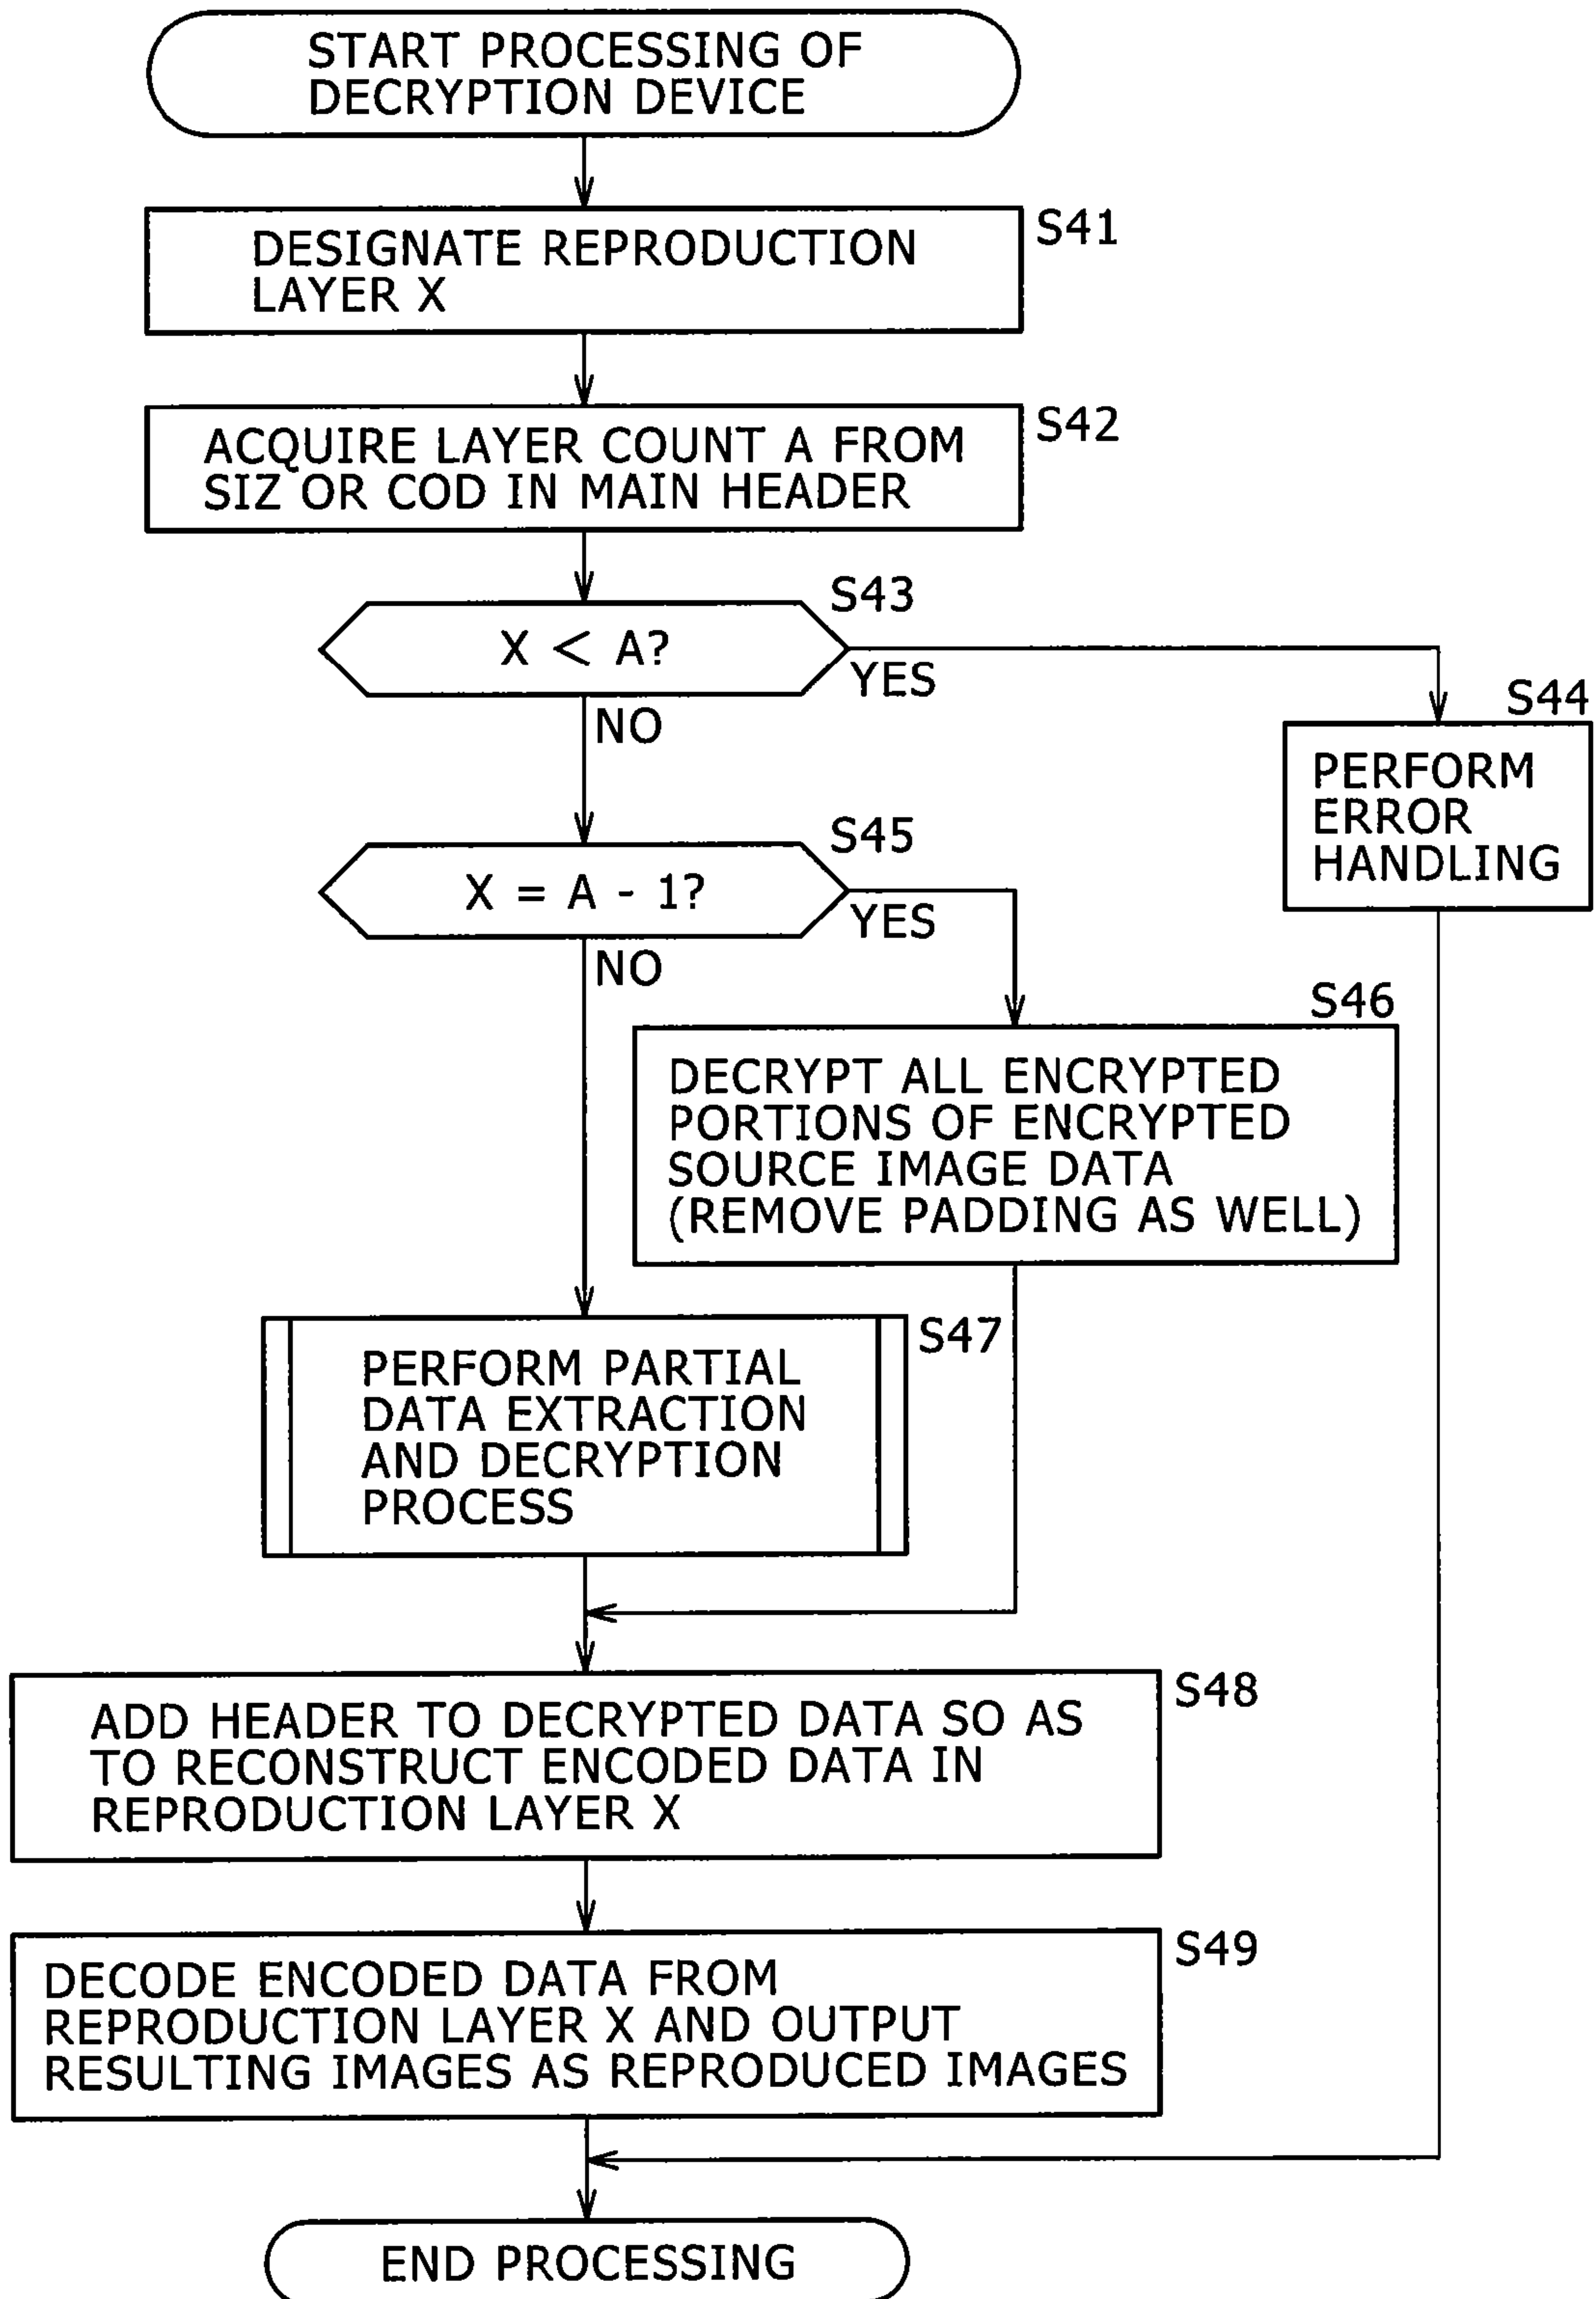 START PROCESSING OF
DECRYPTION DEVICE
S41
DESIGNATE REPRODUCTION
LAYER X
S42
ACQUIRE LAYER COUNT A FROM
SIZ OR COD IN MAIN HEADER
S43
X < A?
YES
NO
S44
PERFORM
ERROR
HANDLING
S45
X = A - 1?
YES
NO
S46
DECRYPT ALL ENCRYPTED
PORTIONS OF ENCRYPTED
SOURCE IMAGE DATA
(REMOVE PADDING AS WELL)
S47
PERFORM PARTIAL
DATA EXTRACTION
AND DECRYPTION
PROCESS
S48
ADD HEADER TO DECRYPTED DATA SO AS
TO RECONSTRUCT ENCODED DATA IN
REPRODUCTION LAYER X
S49
DECODE ENCODED DATA FROM
REPRODUCTION LAYER X AND OUTPUT
RESULTING IMAGES AS REPRODUCED IMAGES
END PROCESSING